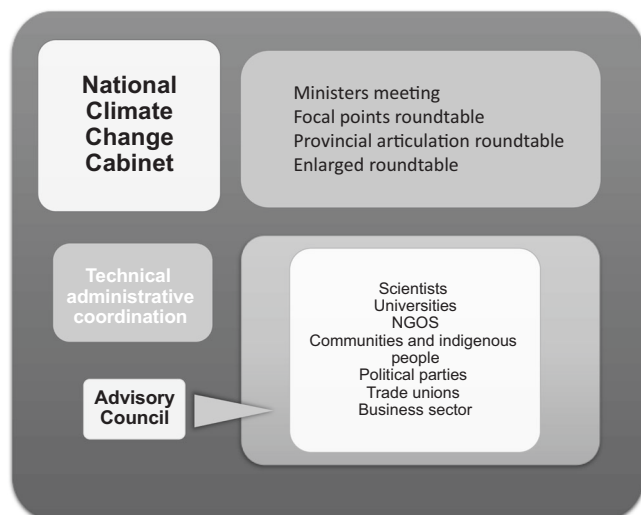 National
Climate
Change
Cabinet
Ministers meeting
Focal points roundtable
Provincial articulation roundtable
Enlarged roundtable
Technical
administrative
coordination
Scientists
Universities
NGOS
Communities and indigenous
people
Political parties
Trade unions
Business sector
Advisory
Council